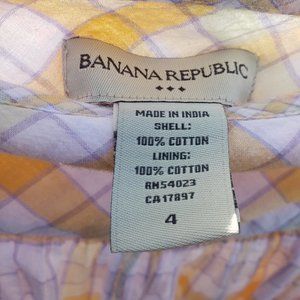 BANANA REPUBLIC
MADE IN INDIA
SHELL:
100% COTTON
LINING:
100% COTTON
RN54023
CA17897
4